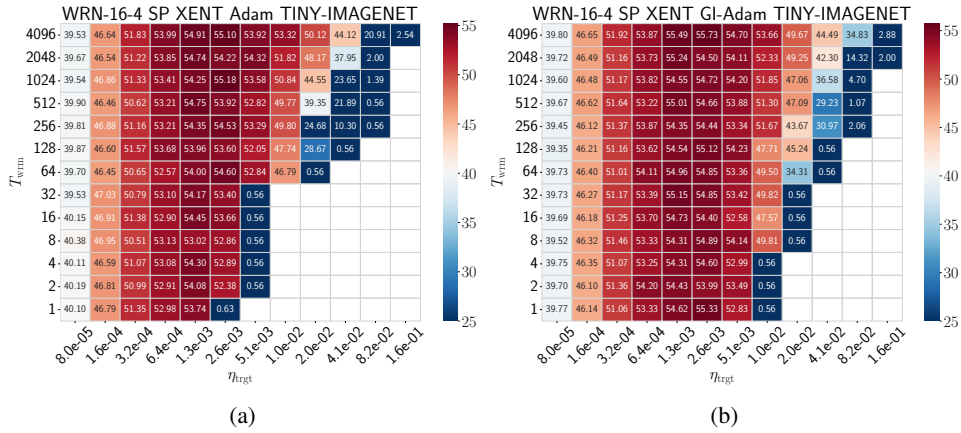 WRN-16-4 SP XENT Adam TINY-IMAGENET
4096 39.53 46.64 51.83 53.99 54.91 55.10 53.92 53.32 50.12 44.12 20.91 2.54
2048 39.67 46.54 51.22 53.85 54.74 54.22 54.32 51.82 48.17 37.95 2.00
1024 39.54 46.86 51.33 53.41 54.25 55.18 53.58 50.84 44.55 23.65 1.39
512 39.90 46.46 50.62 53.21 54.75 53.92 52.82 49.77 39.35 21.89 0.56
256 39.81 46.88 51.16 53.21 54.35 54.53 53.29 49.80 24.68 10.30 0.56
128 39.87 46.60 51.57 53.68 53.96 53.60 52.05 47.74 28.67 0.56
64 39.70 46.45 50.65 52.57 54.00 54.60 52.84 46.79 0.56
32 39.53 47.03 50.79 53.10 54.17 53.40 0.56
16 40.15 46.91 51.38 52.90 54.45 53.66 0.56
8 40.38 46.95 50.51 53.13 53.02 52.86 0.56
4 40.11 46.59 51.07 53.06 54.30 52.89 0.56
2 40.19 46.81 50.99 52.91 54.08 52.38 0.56
1 40.10 46.79 51.35 52.98 53.74 0.63
T_wrm
8.0e-05 1.6e-04 3.2e-04 6.4e-04 1.3e-03 2.6e-03 5.1e-03 1.0e-02 2.0e-02 4.1e-02 8.2e-02 1.6e-01
η_trgt
55
50
45
40
35
30
25
(a)
WRN-16-4 SP XENT GI-Adam TINY-IMAGENET
4096 39.80 46.65 51.92 53.87 55.49 55.73 54.70 53.66 49.67 44.49 34.83 2.88
2048 39.72 46.49 51.61 53.38 54.71 55.24 54.71 52.95 49.51 42.30 14.32 2.00
1024 39.60 46.48 51.17 53.82 54.55 54.72 54.20 51.85 47.06 36.58 4.70
512 39.67 46.62 51.64 53.22 55.01 54.66 53.88 51.30 47.09 29.23 1.07
256 39.45 46.12 51.37 53.87 54.44 55.34 53.34 51.67 43.67 30.97 2.06
128 39.35 46.21 51.16 53.33 54.12 54.23 53.10 47.71 45.24 0.56
64 39.73 46.40 51.01 54.11 54.96 54.85 53.36 49.50 34.31 0.56
32 39.73 46.27 51.17 53.39 55.15 54.85 53.42 49.82 0.56
16 39.69 46.18 51.25 53.70 54.73 54.40 52.58 47.57 0.56
8 39.52 46.32 51.46 53.33 54.31 54.89 54.14 49.81 0.56
4 39.75 46.35 51.07 53.25 54.31 54.60 52.99 0.56
2 39.75 46.10 51.36 54.20 54.43 53.99 53.49 0.56
1 39.77 46.14 51.06 53.33 54.62 55.33 52.83 0.56
T_wrm
8.0e-05 1.6e-04 3.2e-04 6.4e-04 1.3e-03 2.6e-03 5.1e-03 1.0e-02 2.0e-02 4.1e-02 8.2e-02 1.6e-01
η_trgt
55
50
45
40
35
30
25
(b)